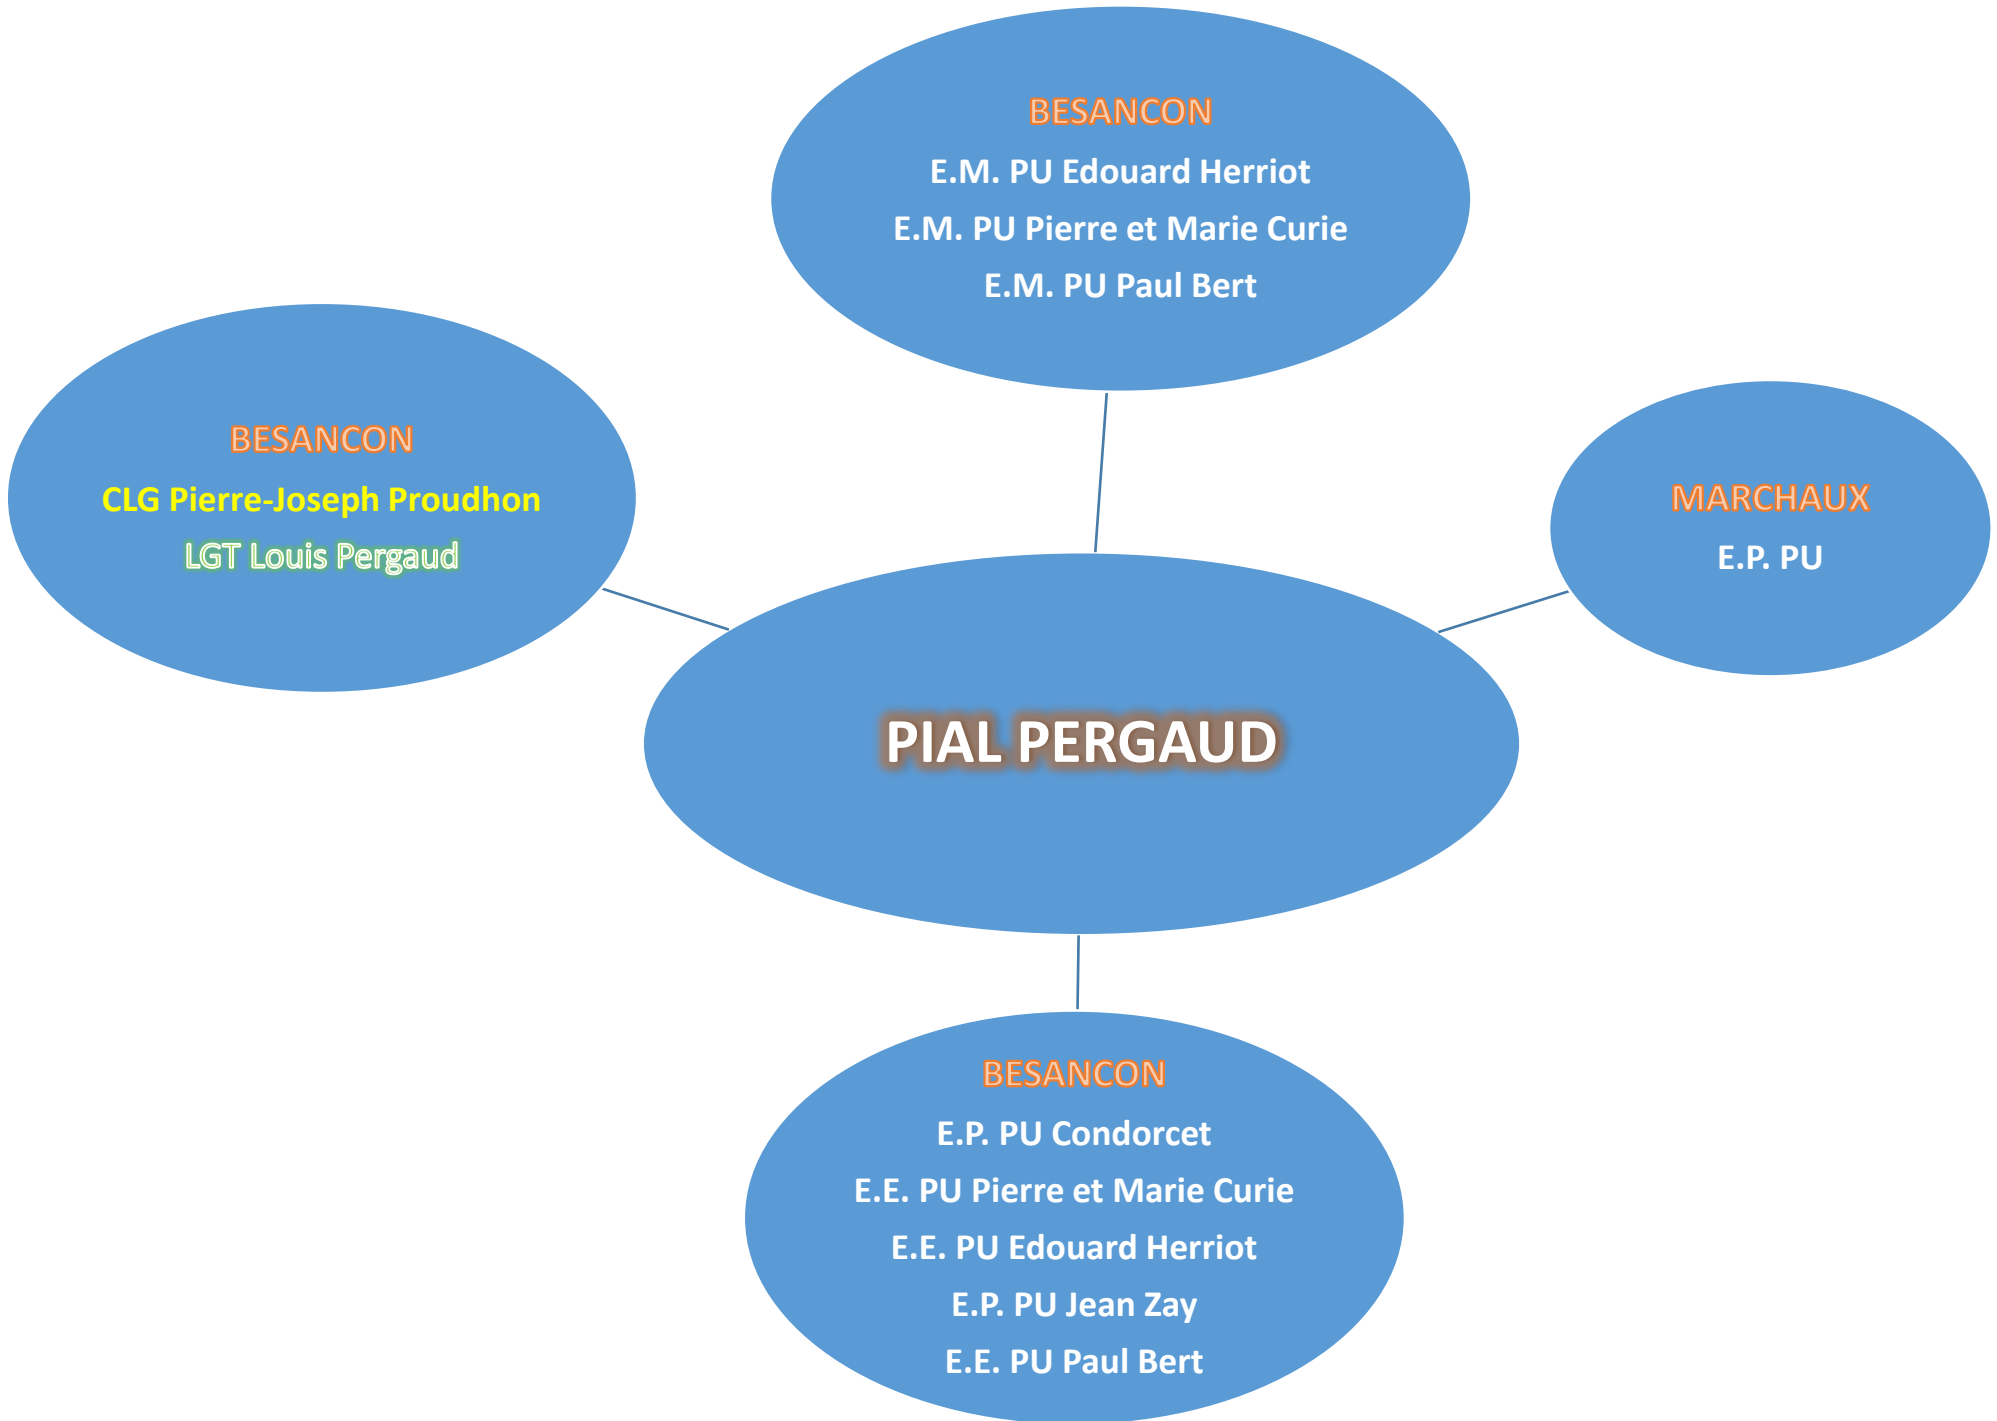 BESANCON
E.M. PU Edouard Herriot
E.M. PU Pierre et Marie Curie
E.M. PU Paul Bert
BESANCON
CLG Pierre-Joseph Proudhon
LGT Louis Pergaud
MARCHAUX
E.P. PU
PIAL PERGAUD
BESANCON
E.P. PU Condorcet
E.E. PU Pierre et Marie Curie
E.E. PU Edouard Herriot
E.P. PU Jean Zay
E.E. PU Paul Bert